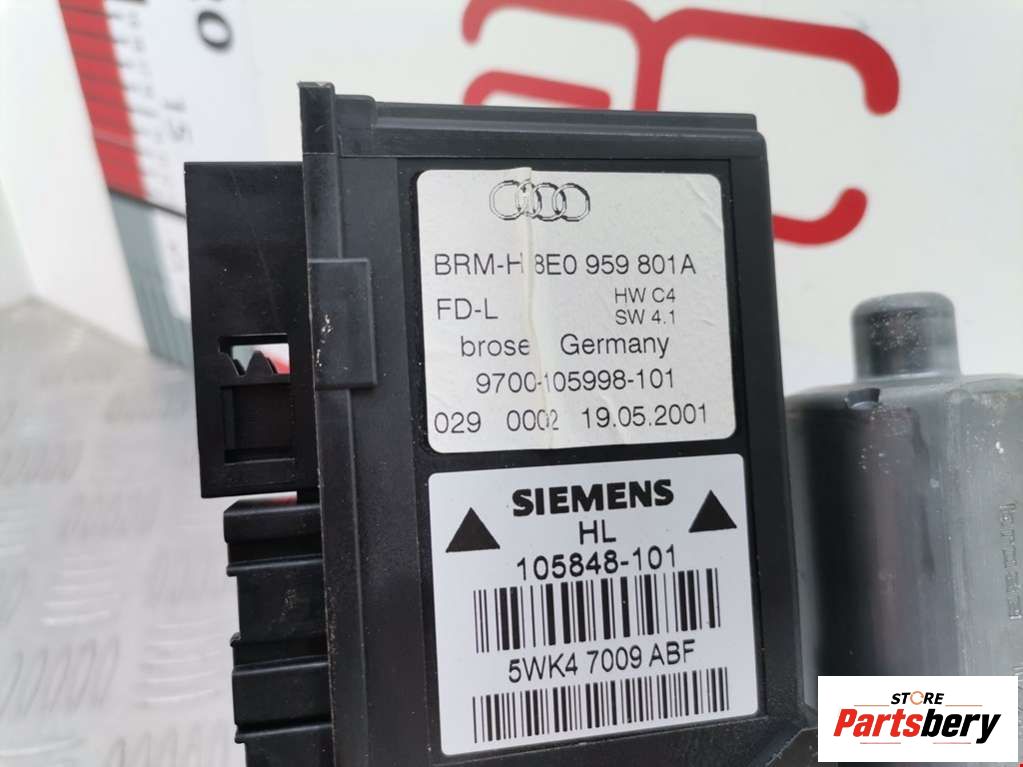 15
BRM-H 8E0 959 801A
FD-L
HW C4
SW 4.1
brose Germany
9700-105998-101
029 0002 19.05.2001
SIEMENS
HL
105848-101
5WK4 7009 ABF
STORE
Partsbery